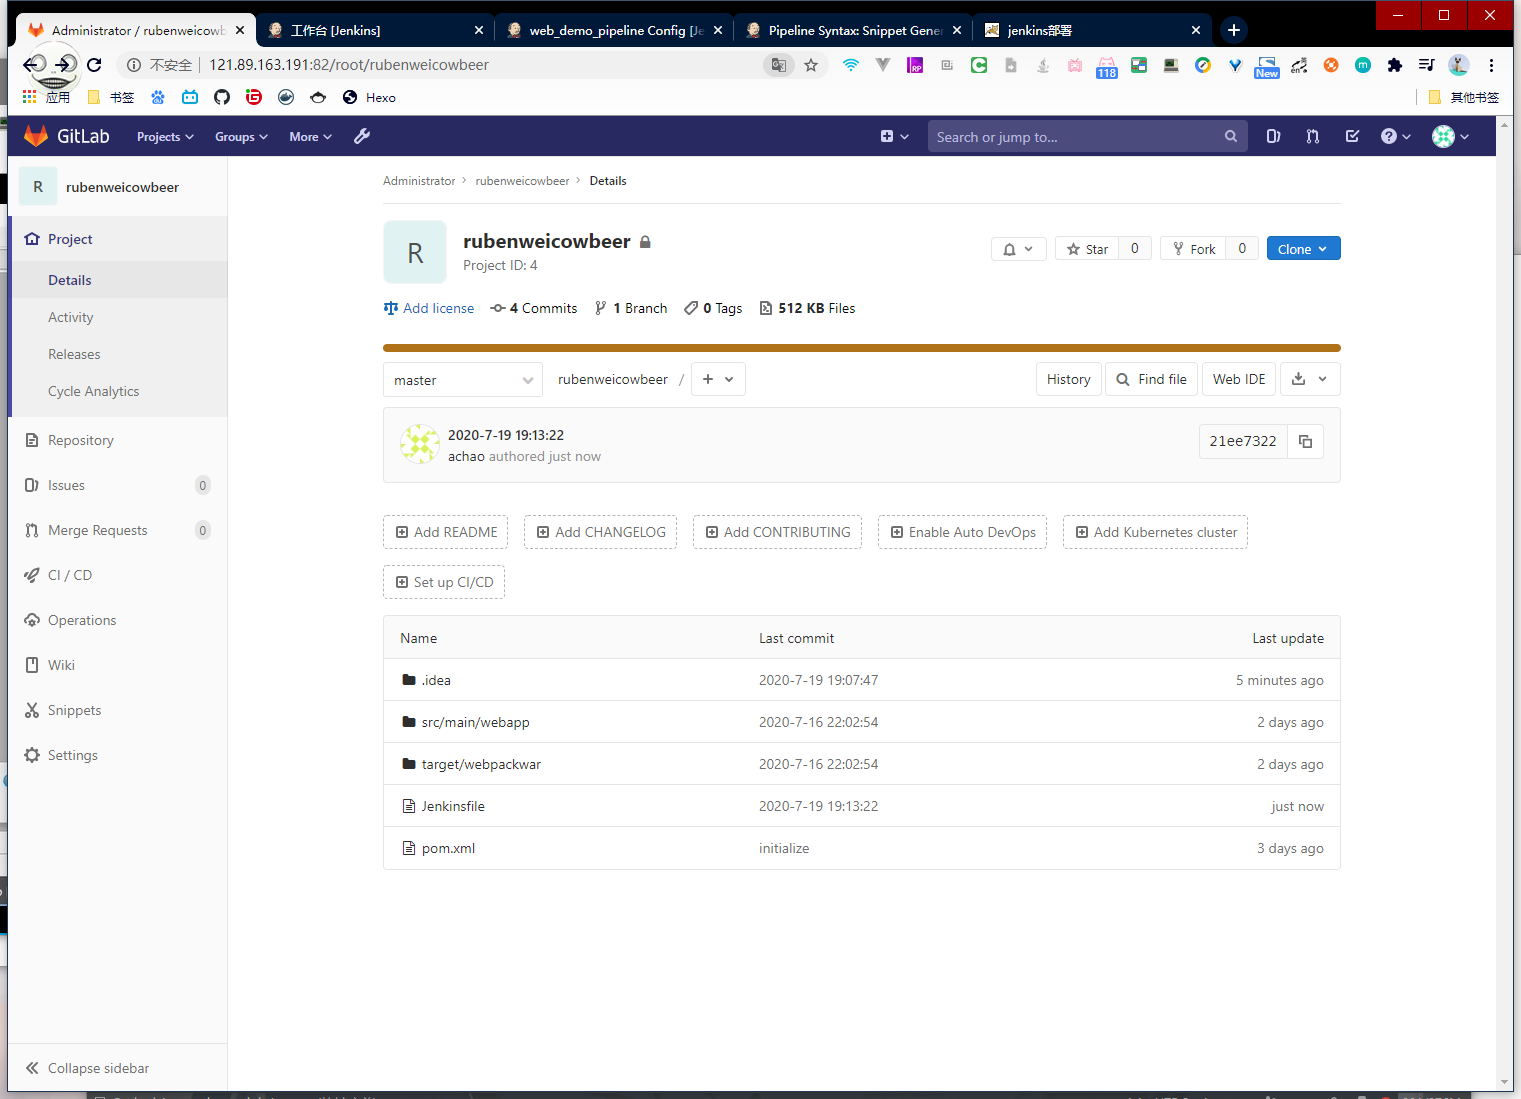 Administrator / rubenweicowb
工作台 [Jenkins]
web_demo_pipeline Config [Je
Pipeline Syntax: Snippet Gener
jenkins部署
不安全
121.89.163.191:82/root/rubenweicowbeer
118
New
en
应用
书签
Hexo
其他书签
GitLab
Projects
Groups
More
Search or jump to...
R
rubenweicowbeer
Project
Details
Activity
Releases
Cycle Analytics
Repository
Issues
0
Merge Requests
0
CI / CD
Operations
Wiki
Snippets
Settings
Collapse sidebar
Administrator
rubenweicowbeer
Details
R
rubenweicowbeer
Project ID: 4
Star
0
Fork
0
Clone
Add license
4 Commits
1 Branch
0 Tags
512 KB Files
master
rubenweicowbeer /
History
Find file
Web IDE
2020-7-19 19:13:22
achao authored just now
21ee7322
Add README
Add CHANGELOG
Add CONTRIBUTING
Enable Auto DevOps
Add Kubernetes cluster
Set up CI/CD
Name
Last commit
Last update
.idea
2020-7-19 19:07:47
5 minutes ago
src/main/webapp
2020-7-16 22:02:54
2 days ago
target/webpackwar
2020-7-16 22:02:54
2 days ago
Jenkinsfile
2020-7-19 19:13:22
just now
pom.xml
initialize
3 days ago